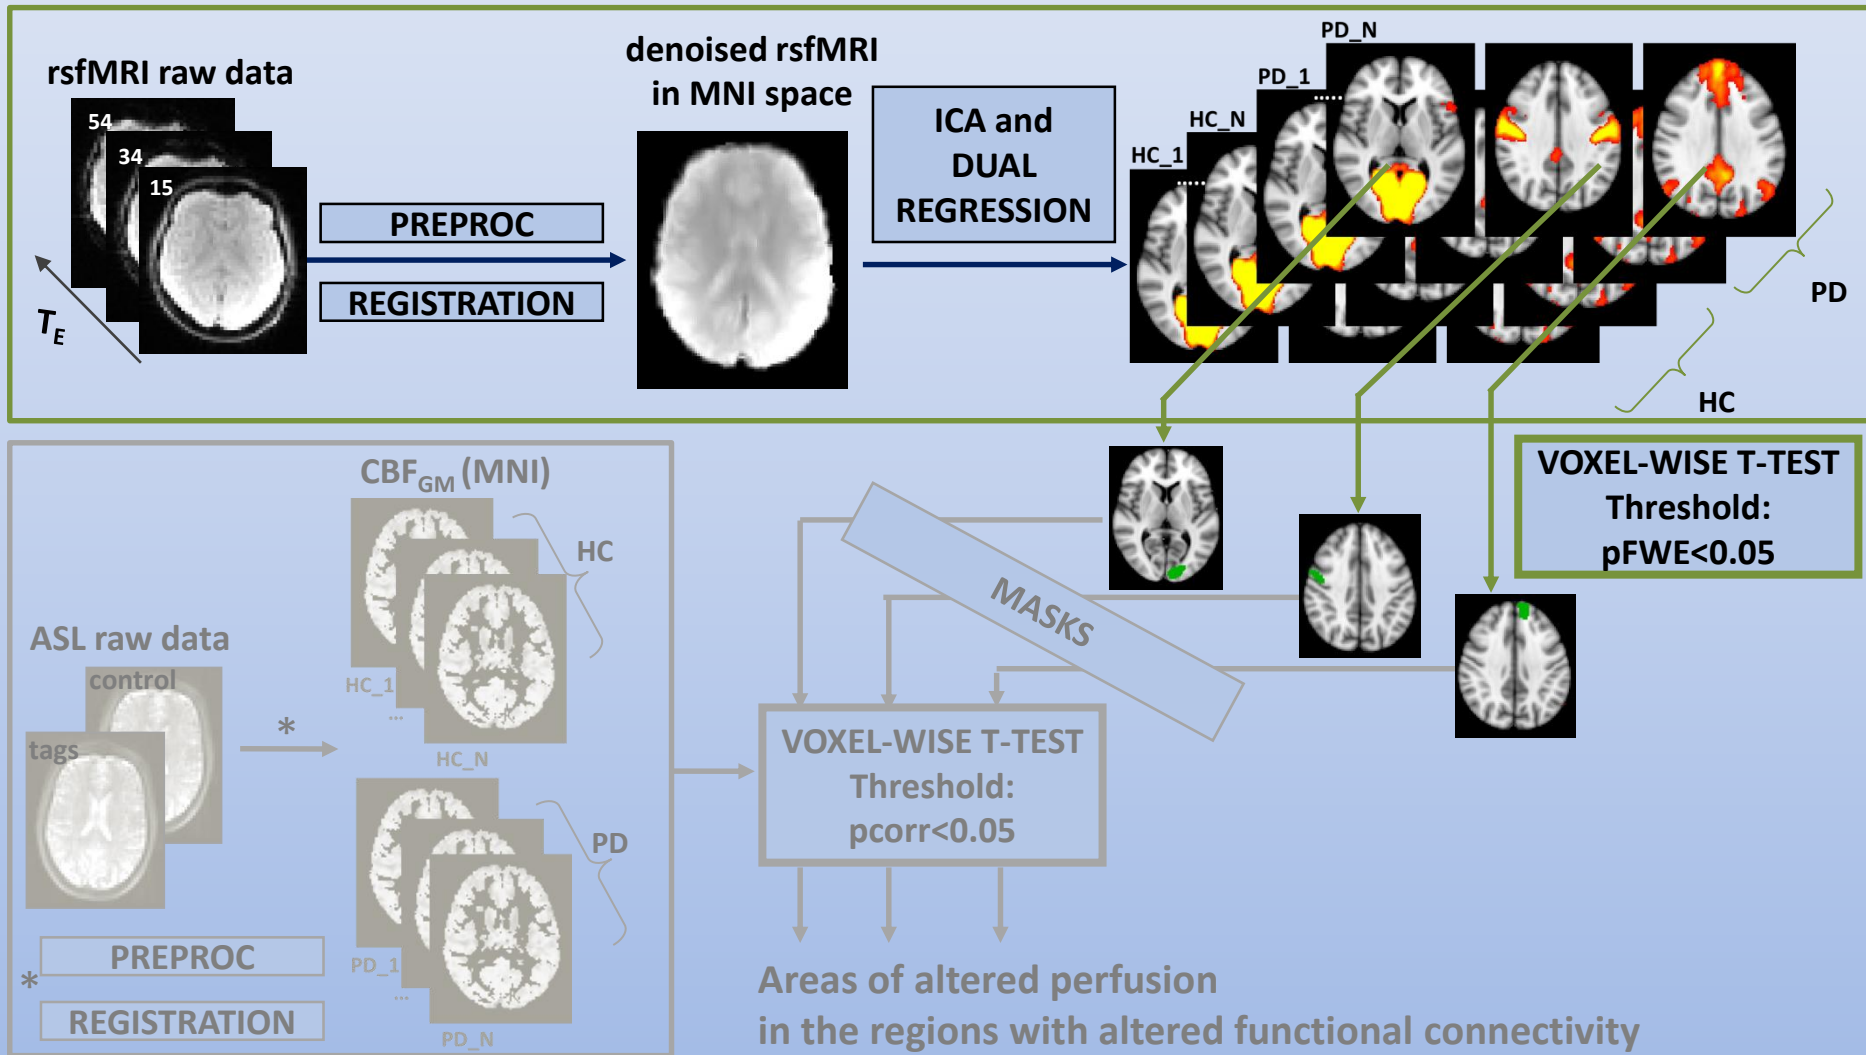 rsfMRI raw data
54
34
15
T_E
PREPROC
REGISTRATION
denoised rsfMRI
in MNI space
ICA and
DUAL
REGRESSION
HC_1
HC_N
PD_1
PD_N
PD
HC
VOXEL-WISE T-TEST
Threshold:
pFWE<0.05
MASKS
CBF_GM (MNI)
HC
HC_1
...
HC_N
ASL raw data
control
tags
*
PD
PD_1
...
PD_N
*
PREPROC
REGISTRATION
VOXEL-WISE T-TEST
Threshold:
pcorr<0.05
Areas of altered perfusion
in the regions with altered functional connectivity